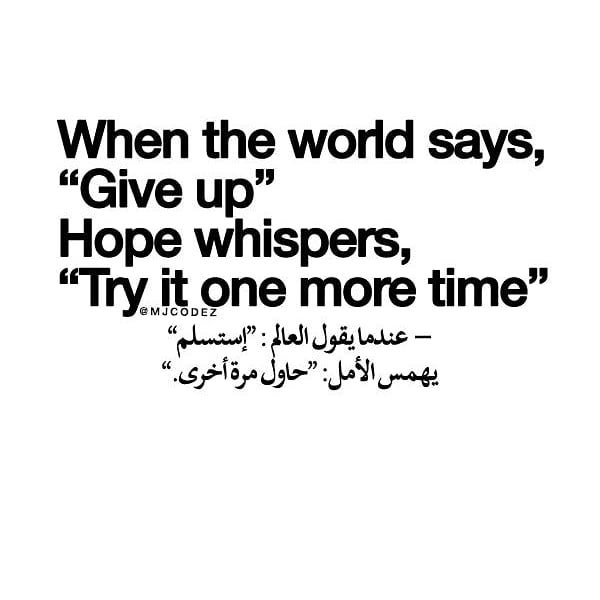 When the world says,
“Give up”
Hope whispers,
“Try it one more time”
@MJCODEZ
— عندما يقول العالم : ”إستسلم“
يهمس الأمل: ”حاول مرة أخرى.“